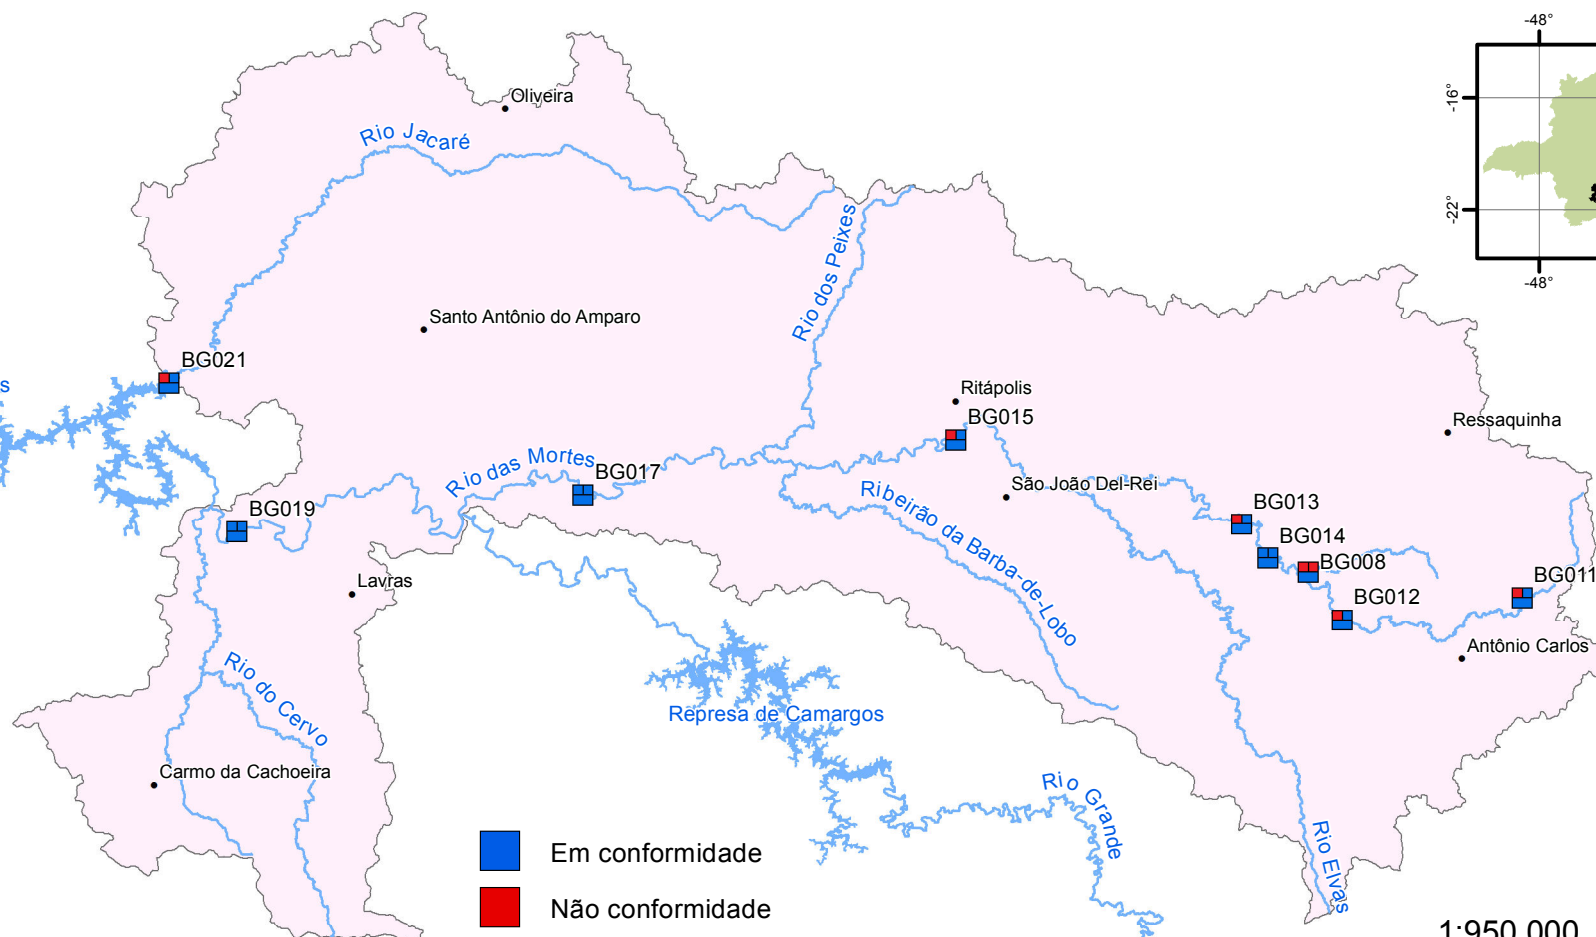 -48°
Oliveira
-16°
Rio Jacaré
Rio dos Peixes
-22°
-48°
Santo Antônio do Amparo
BG021
s
Ritápolis
BG015
Ressaquinha
Rio das Mortes
BG017
São João Del-Rei
Ribeirão da Barba-de-Lobo
BG019
BG013
BG014
BG008
BG011
Lavras
BG012
Antônio Carlos
Rio do Cervo
Represa de Camargos
Carmo da Cachoeira
Rio Grande
Rio Elvas
Em conformidade
Não conformidade
1:950.000